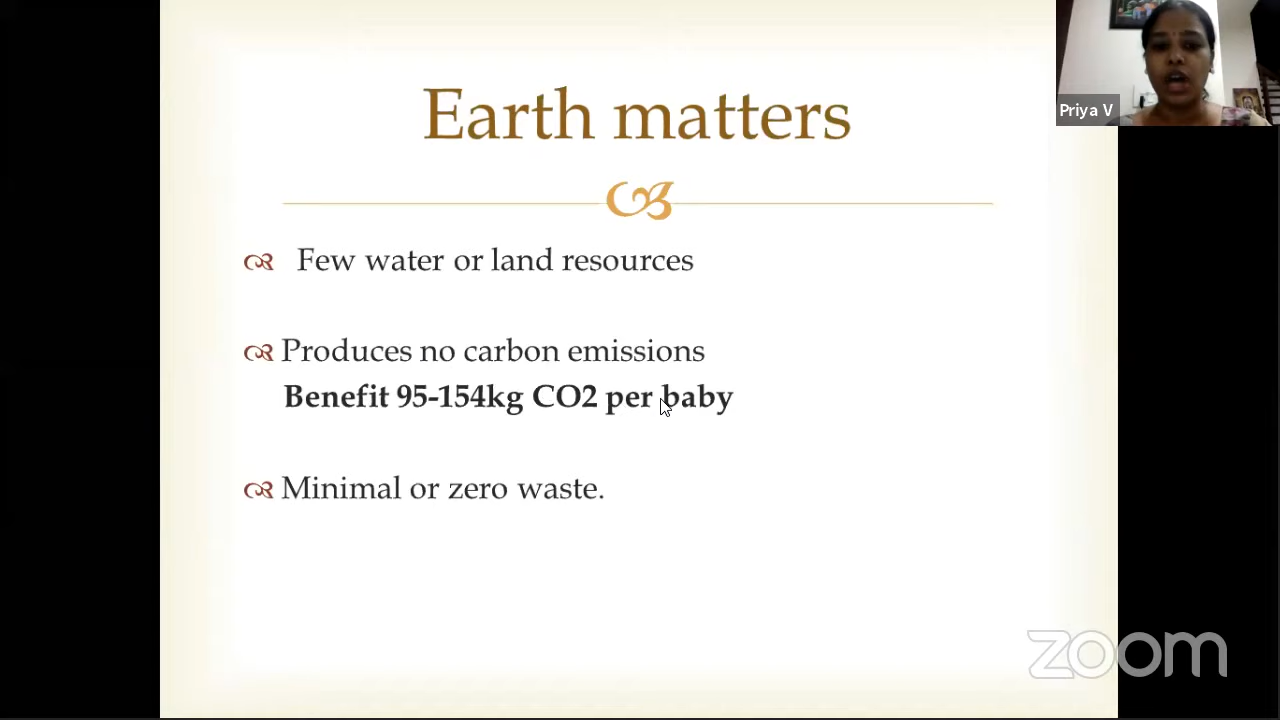 Earth matters
Few water or land resources
Produces no carbon emissions
Benefit 95-154kg CO2 per baby
Minimal or zero waste.
Priya V
zoom